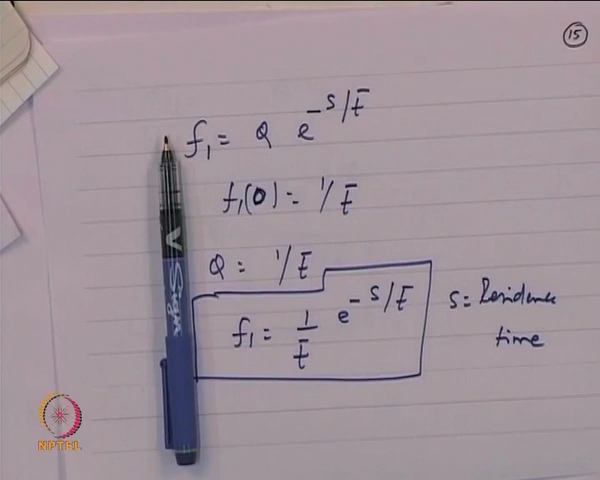 15
f₁ = Q e^{-s/t̄}
f₁(0) = 1/t̄
Q = 1/t̄
f₁ = 1/t̄ e^{-s/t̄}
s = Residence
time
V Sign
NPTEL